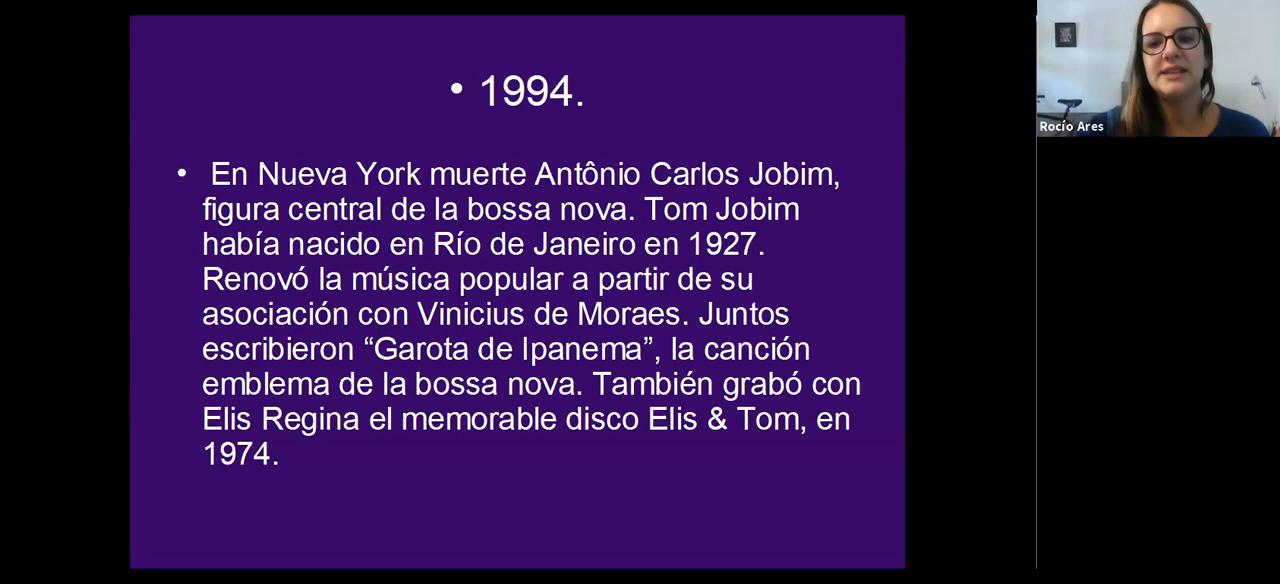 • 1994.
• En Nueva York muerte Antônio Carlos Jobim,
figura central de la bossa nova. Tom Jobim
había nacido en Río de Janeiro en 1927.
Renovó la música popular a partir de su
asociación con Vinicius de Moraes. Juntos
escribieron “Garota de Ipanema”, la canción
emblema de la bossa nova. También grabó con
Elis Regina el memorable disco Elis & Tom, en
1974.
Rocío Ares